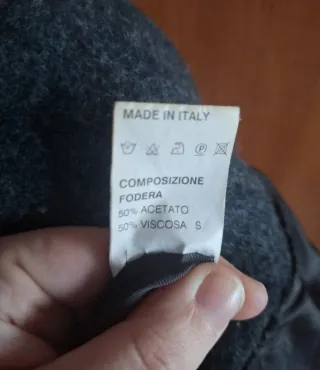 MADE IN ITALY
P
COMPOSIZIONE
FODERA
50% ACETATO
50% VISCOSA S